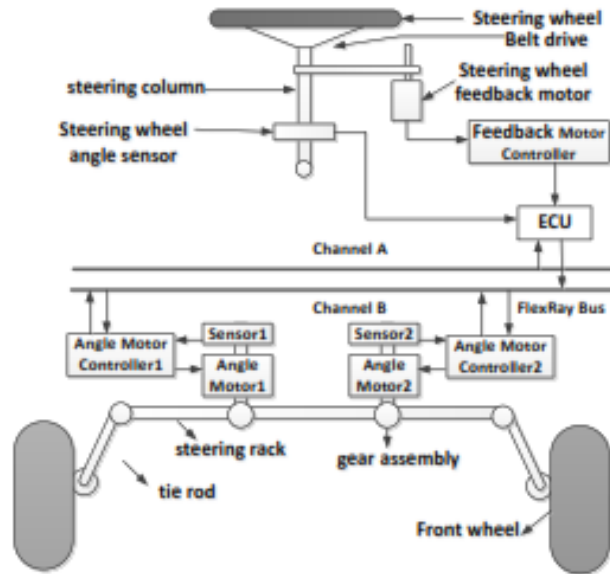 Steering wheel
Belt drive
steering column
Steering wheel
feedback motor
Steering wheel
angle sensor
Feedback Motor
Controller
ECU
Channel A
Channel B
FlexRay Bus
Angle Motor
Controller1
Sensor1
Angle
Motor1
Sensor2
Angle
Motor2
Angle Motor
Controller2
steering rack
gear assembly
tie rod
Front wheel